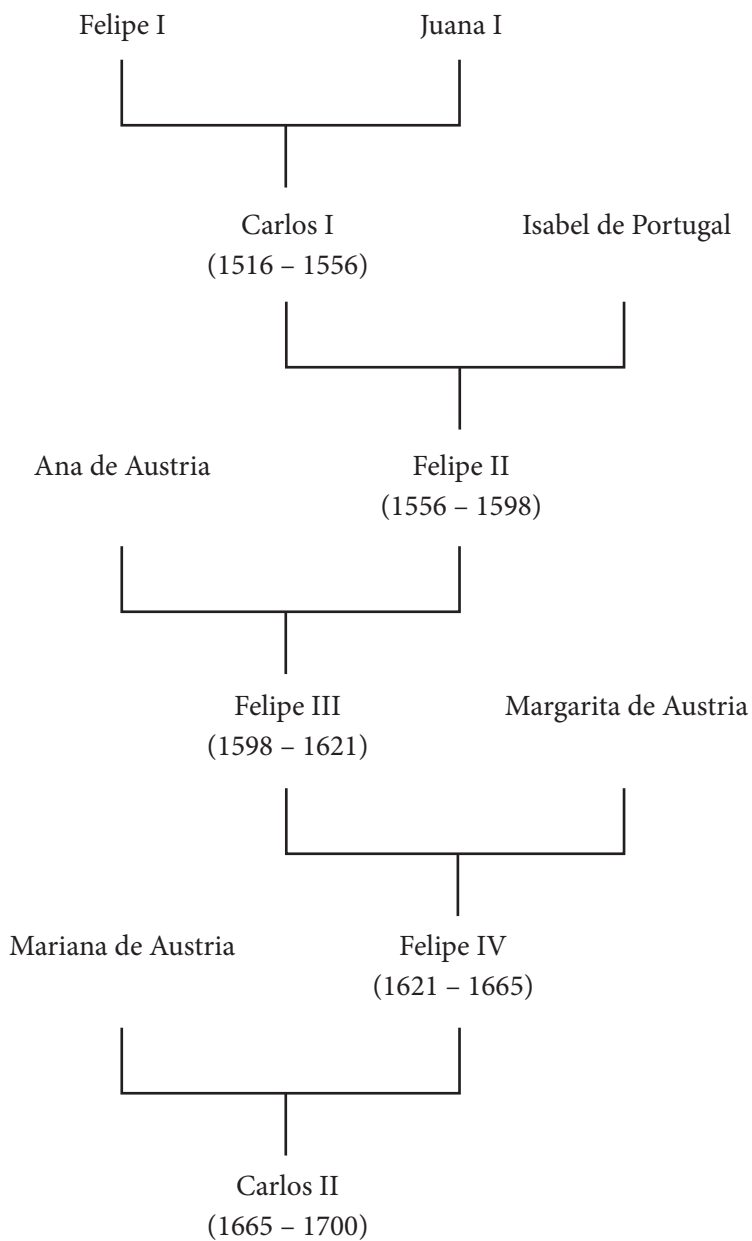 Felipe I
Juana I
Carlos I
(1516 – 1556)
Isabel de Portugal
Ana de Austria
Felipe II
(1556 – 1598)
Felipe III
(1598 – 1621)
Margarita de Austria
Mariana de Austria
Felipe IV
(1621 – 1665)
Carlos II
(1665 – 1700)